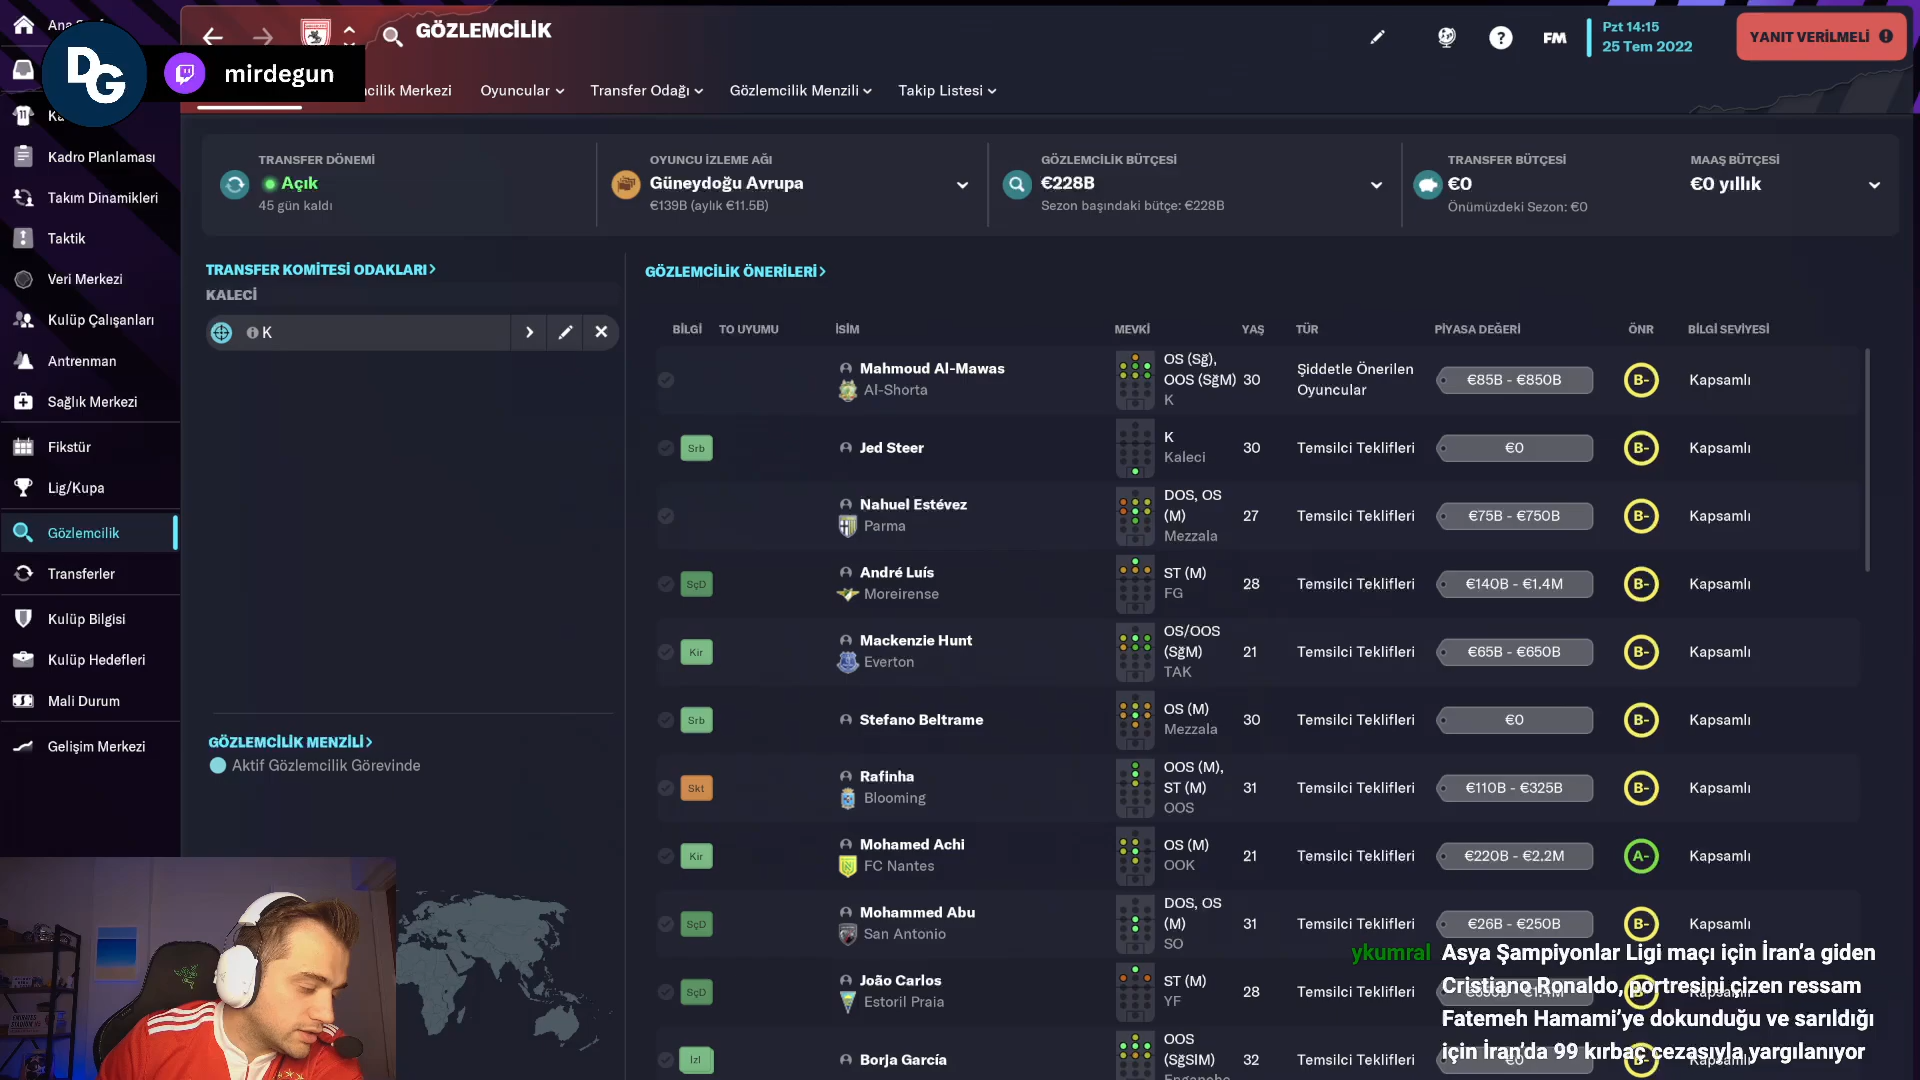 GÖZLEMCİLİK
Pzt 14:15
25 Tem 2022
YANIT VERİLMELİ
FM
DG
mirdegun
cilik Merkezi
Oyuncular
Transfer Odağı
Gözlemcilik Menzili
Takip Listesi
Kadro Planlaması
Takım Dinamikleri
Taktik
Veri Merkezi
Kulüp Çalışanları
Antrenman
Sağlık Merkezi
Fikstür
Lig/Kupa
Gözlemcilik
Transferler
Kulüp Bilgisi
Kulüp Hedefleri
Mali Durum
Gelişim Merkezi
TRANSFER DÖNEMİ
Açık
45 gün kaldı
OYUNCU İZLEME AĞI
Güneydoğu Avrupa
€139B (aylık €11.5B)
GÖZLEMCİLİK BÜTÇESİ
€228B
Sezon başındaki bütçe: €228B
TRANSFER BÜTÇESİ
€0
Önümüzdeki Sezon: €0
MAAŞ BÜTÇESİ
€0 yıllık
TRANSFER KOMİTESİ ODAKLARI>
KALECİ
K
GÖZLEMCİLİK MENZİLİ>
Aktif Gözlemcilik Görevinde
GÖZLEMCİLİK ÖNERİLERİ>
BİLGİ TO UYUMU İSİM MEVKİ YAŞ TÜR PİYASA DEĞERİ ÖNR BİLGİ SEVİYESİ
Mahmoud Al-Mawas
Al-Shorta
OS (Sğ),
OOS (SğM)
K
30
Şiddetle Önerilen
Oyuncular
€85B - €850B
B-
Kapsamlı
Srb
Jed Steer
K
Kaleci
30
Temsilci Teklifleri
€0
B-
Kapsamlı
Nahuel Estévez
Parma
DOS, OS
(M)
Mezzala
27
Temsilci Teklifleri
€75B - €750B
B-
Kapsamlı
SçD
André Luís
Moreirense
ST (M)
FG
28
Temsilci Teklifleri
€140B - €1.4M
B-
Kapsamlı
Kir
Mackenzie Hunt
Everton
OS/OOS
(SğM)
TAK
21
Temsilci Teklifleri
€65B - €650B
B-
Kapsamlı
Srb
Stefano Beltrame
OS (M)
Mezzala
30
Temsilci Teklifleri
€0
B-
Kapsamlı
Skt
Rafinha
Blooming
OOS (M),
ST (M)
OOS
31
Temsilci Teklifleri
€110B - €325B
B-
Kapsamlı
Kir
Mohamed Achi
FC Nantes
OS (M)
OOK
21
Temsilci Teklifleri
€220B - €2.2M
A-
Kapsamlı
SçD
Mohammed Abu
San Antonio
DOS, OS
(M)
SO
31
Temsilci Teklifleri
€26B - €250B
B-
Kapsamlı
SçD
João Carlos
Estoril Praia
ST (M)
YF
28
Temsilci Teklifleri
Izl
Borja García
OOS
(SğSIM)
32
Temsilci Teklifleri
€0
B-
ykumral Asya Şampiyonlar Ligi maçı için İran'a giden
Cristiano Ronaldo, portresini çizen ressam
Fatemeh Hamami'ye dokunduğu ve sarıldığı
için İran'da 99 kırbaç cezasıyla yargılanıyor